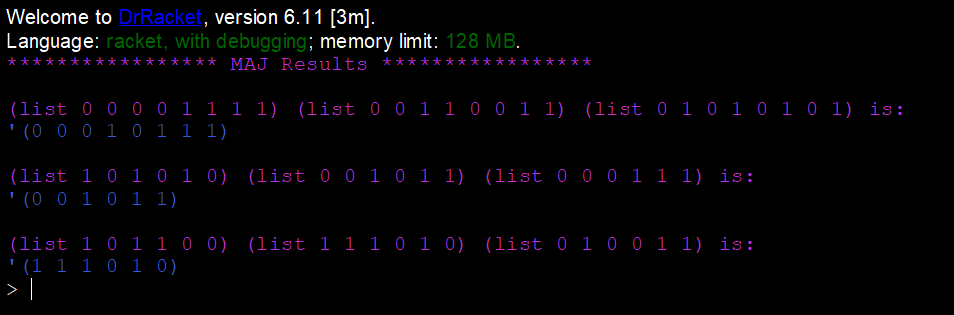 Welcome to DrRacket, version 6.11 [3m].
Language: racket, with debugging; memory limit: 128 MB.
***************** MAJ Results *****************
(list 0 0 0 0 1 1 1 1) (list 0 0 1 1 0 0 1 1) (list 0 1 0 1 0 1 0 1) is:
'(0 0 0 1 0 1 1 1)
(list 1 0 1 0 1 0) (list 0 0 1 0 1 1) (list 0 0 0 1 1 1) is:
'(0 0 1 0 1 1)
(list 1 0 1 1 0 0) (list 1 1 1 0 1 0) (list 0 1 0 0 1 1) is:
'(1 1 1 0 1 0)
>